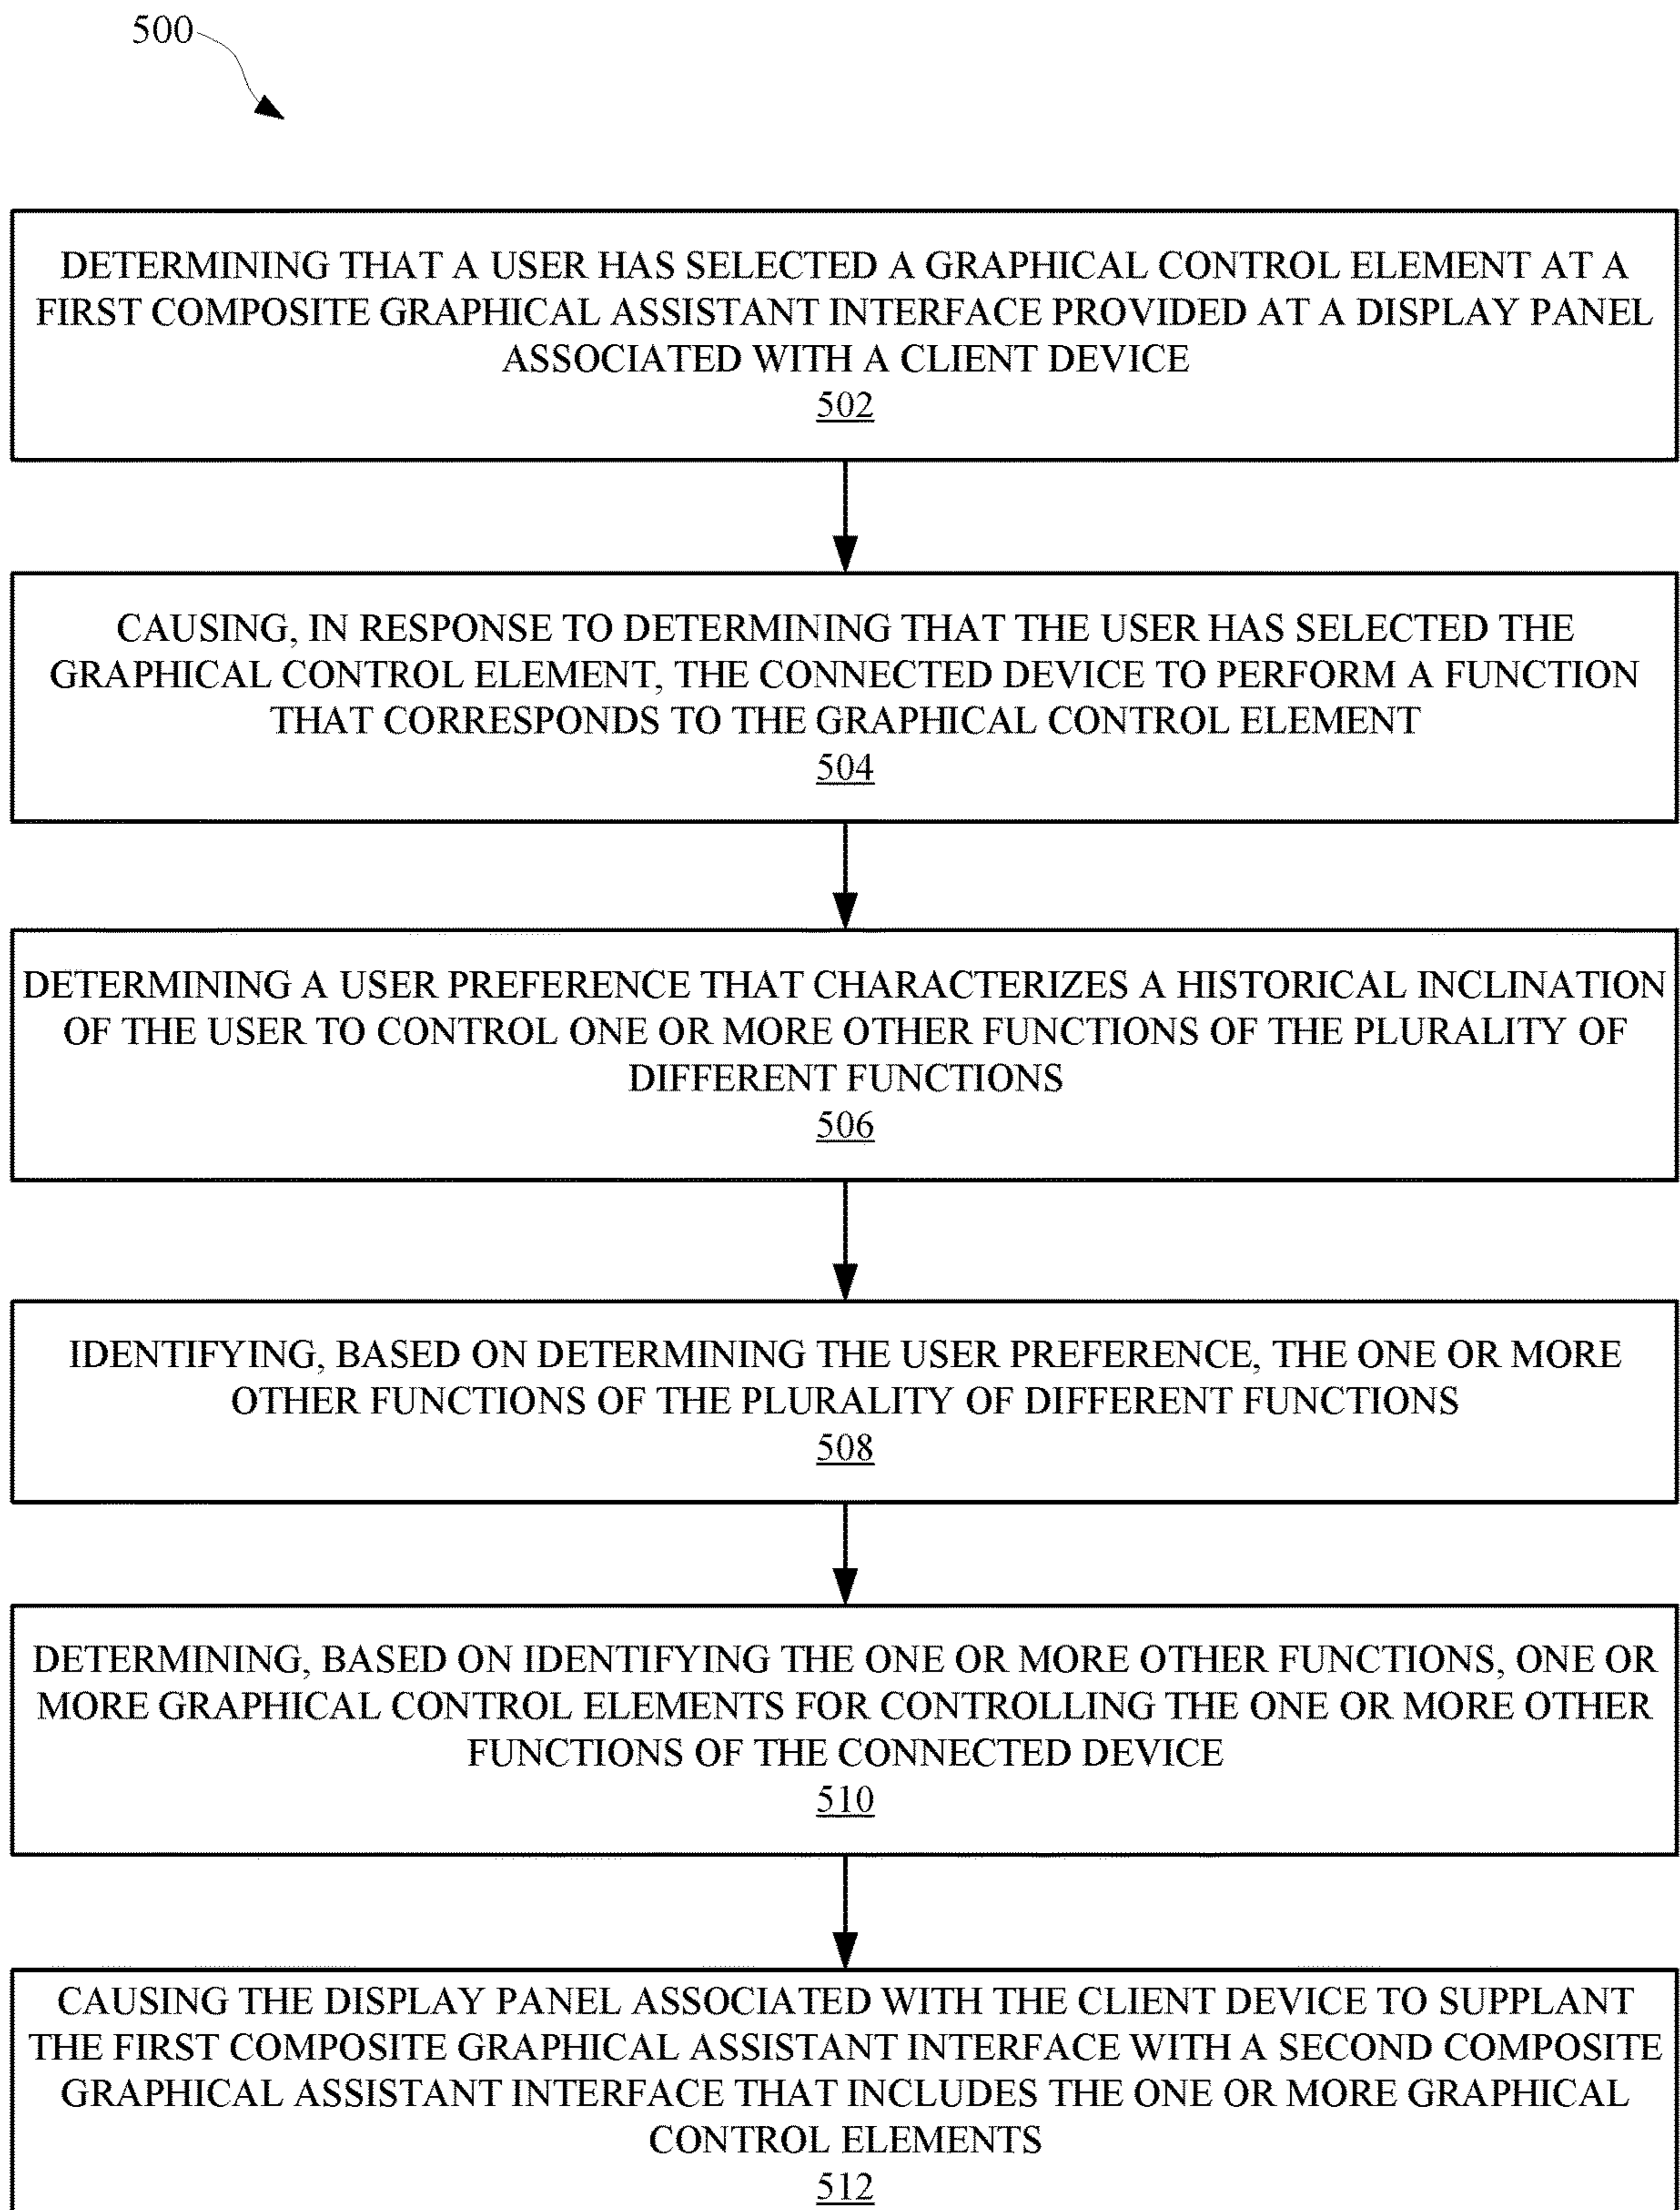 500
DETERMINING THAT A USER HAS SELECTED A GRAPHICAL CONTROL ELEMENT AT A
FIRST COMPOSITE GRAPHICAL ASSISTANT INTERFACE PROVIDED AT A DISPLAY PANEL
ASSOCIATED WITH A CLIENT DEVICE
502
CAUSING, IN RESPONSE TO DETERMINING THAT THE USER HAS SELECTED THE
GRAPHICAL CONTROL ELEMENT, THE CONNECTED DEVICE TO PERFORM A FUNCTION
THAT CORRESPONDS TO THE GRAPHICAL CONTROL ELEMENT
504
DETERMINING A USER PREFERENCE THAT CHARACTERIZES A HISTORICAL INCLINATION
OF THE USER TO CONTROL ONE OR MORE OTHER FUNCTIONS OF THE PLURALITY OF
DIFFERENT FUNCTIONS
506
IDENTIFYING, BASED ON DETERMINING THE USER PREFERENCE, THE ONE OR MORE
OTHER FUNCTIONS OF THE PLURALITY OF DIFFERENT FUNCTIONS
508
DETERMINING, BASED ON IDENTIFYING THE ONE OR MORE OTHER FUNCTIONS, ONE OR
MORE GRAPHICAL CONTROL ELEMENTS FOR CONTROLLING THE ONE OR MORE OTHER
FUNCTIONS OF THE CONNECTED DEVICE
510
CAUSING THE DISPLAY PANEL ASSOCIATED WITH THE CLIENT DEVICE TO SUPPLANT
THE FIRST COMPOSITE GRAPHICAL ASSISTANT INTERFACE WITH A SECOND COMPOSITE
GRAPHICAL ASSISTANT INTERFACE THAT INCLUDES THE ONE OR MORE GRAPHICAL
CONTROL ELEMENTS
512